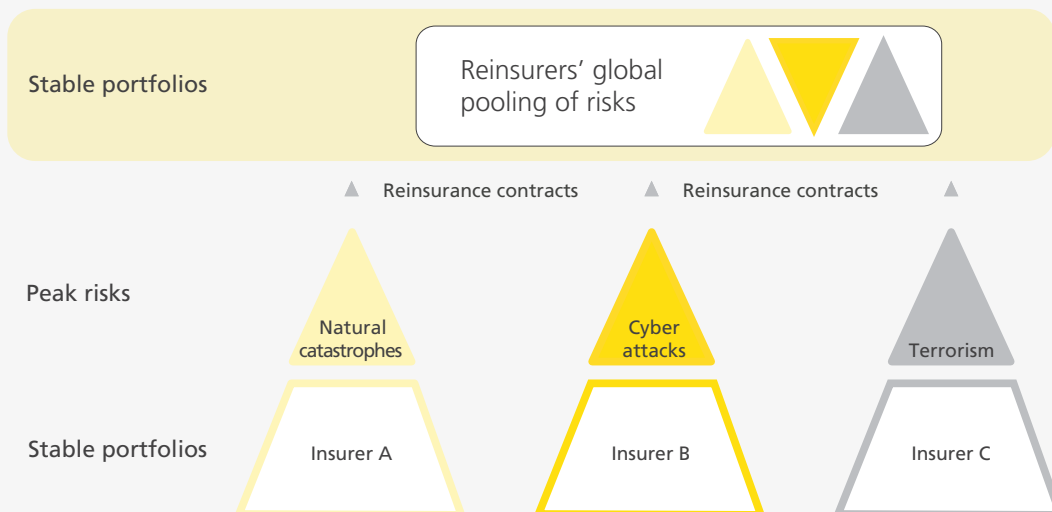 Stable portfolios
Reinsurers’ global
pooling of risks
Reinsurance contracts
Reinsurance contracts
Peak risks
Natural
catastrophes
Cyber
attacks
Terrorism
Stable portfolios
Insurer A
Insurer B
Insurer C